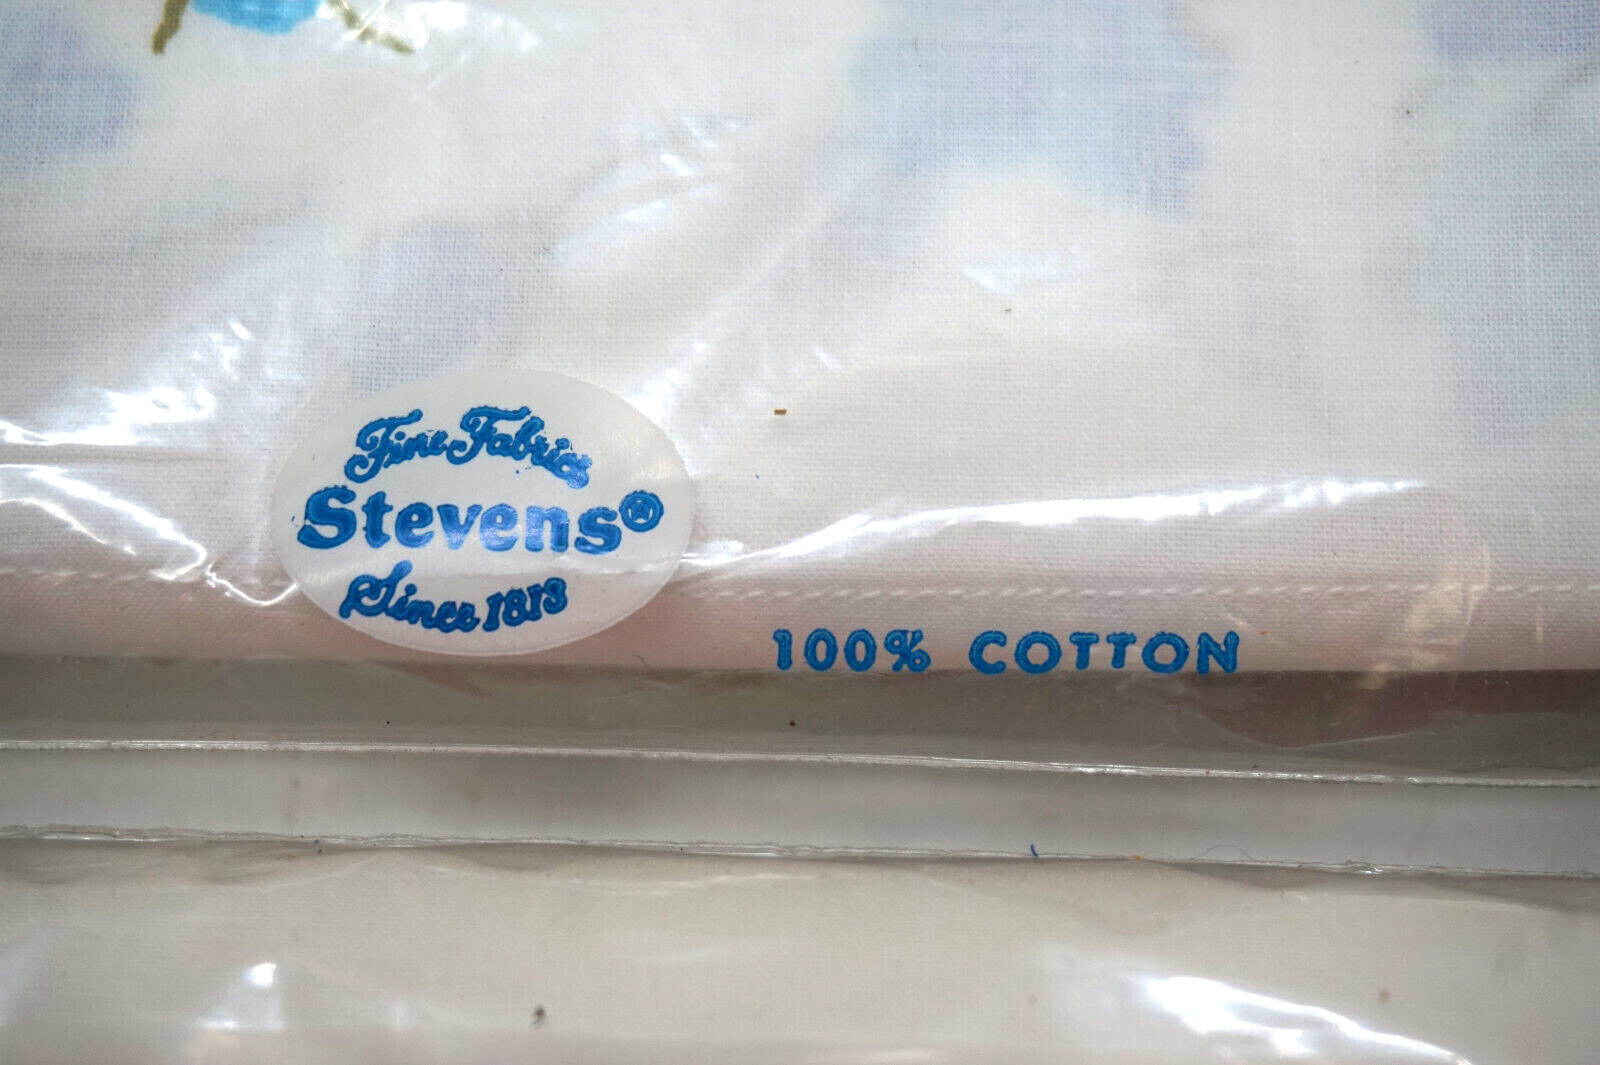 Fine Fabrics
Stevens®
Since 1813
100% COTTON